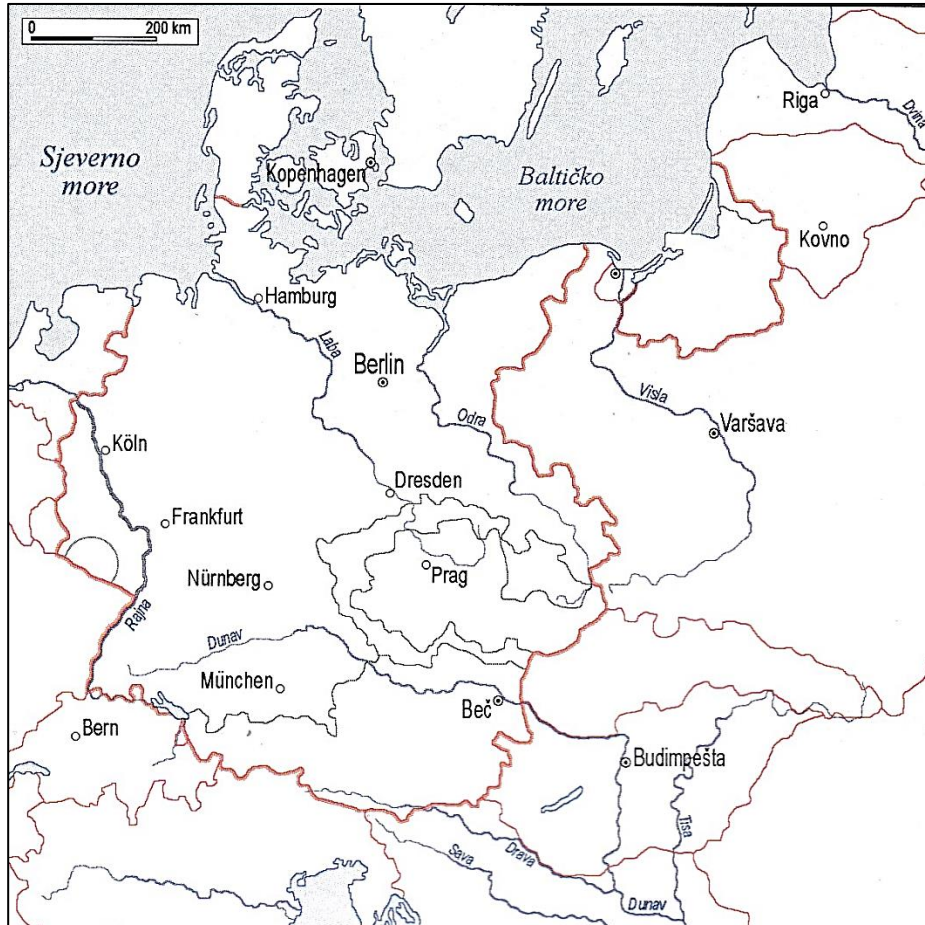 0 200 km
Riga
Dvina
Sjeverno
more
Kopenhagen
Baltičko
more
Kovno
Hamburg
Laba
Berlin
Visla
Odra
Varšava
Köln
Dresden
Frankfurt
Prag
Nürnberg
Rajna
Dunav
München
Beč
Bern
Budimpešta
Tisa
Drava
Sava
Dunav